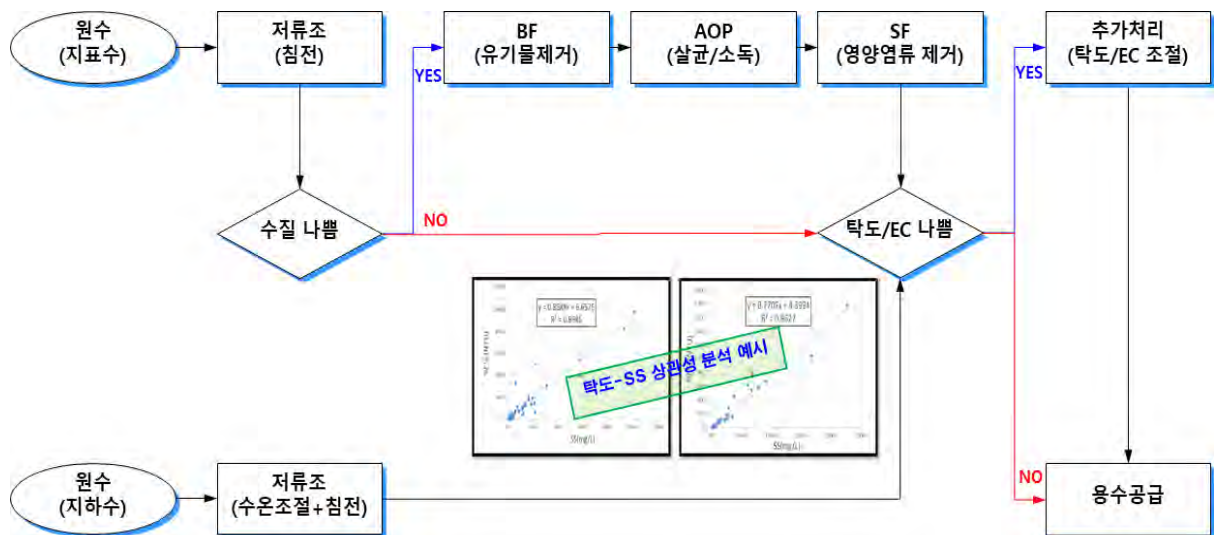 원수
(지표수)
저류조
(침전)
BF
(유기물제거)
AOP
(살균/소독)
SF
(영양염류 제거)
추가처리
(탁도/EC 조절)
YES
YES
수질 나쁨
NO
탁도/EC 나쁨
탁도-SS 상관성 분석 예시
SS(mg/L)
SS(mg/L)
원수
(지하수)
저류조
(수온조절+침전)
NO
용수공급